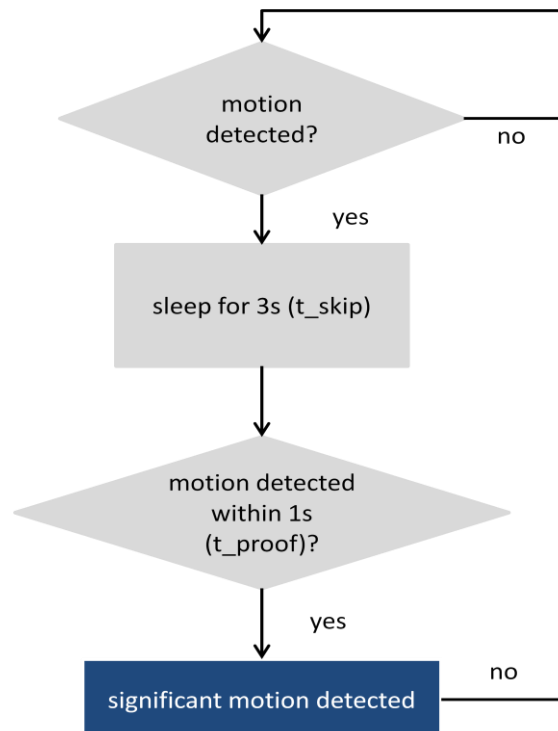 motion
detected?
no
yes
sleep for 3s (t_skip)
motion detected
within 1s
(t_proof)?
yes
no
significant motion detected